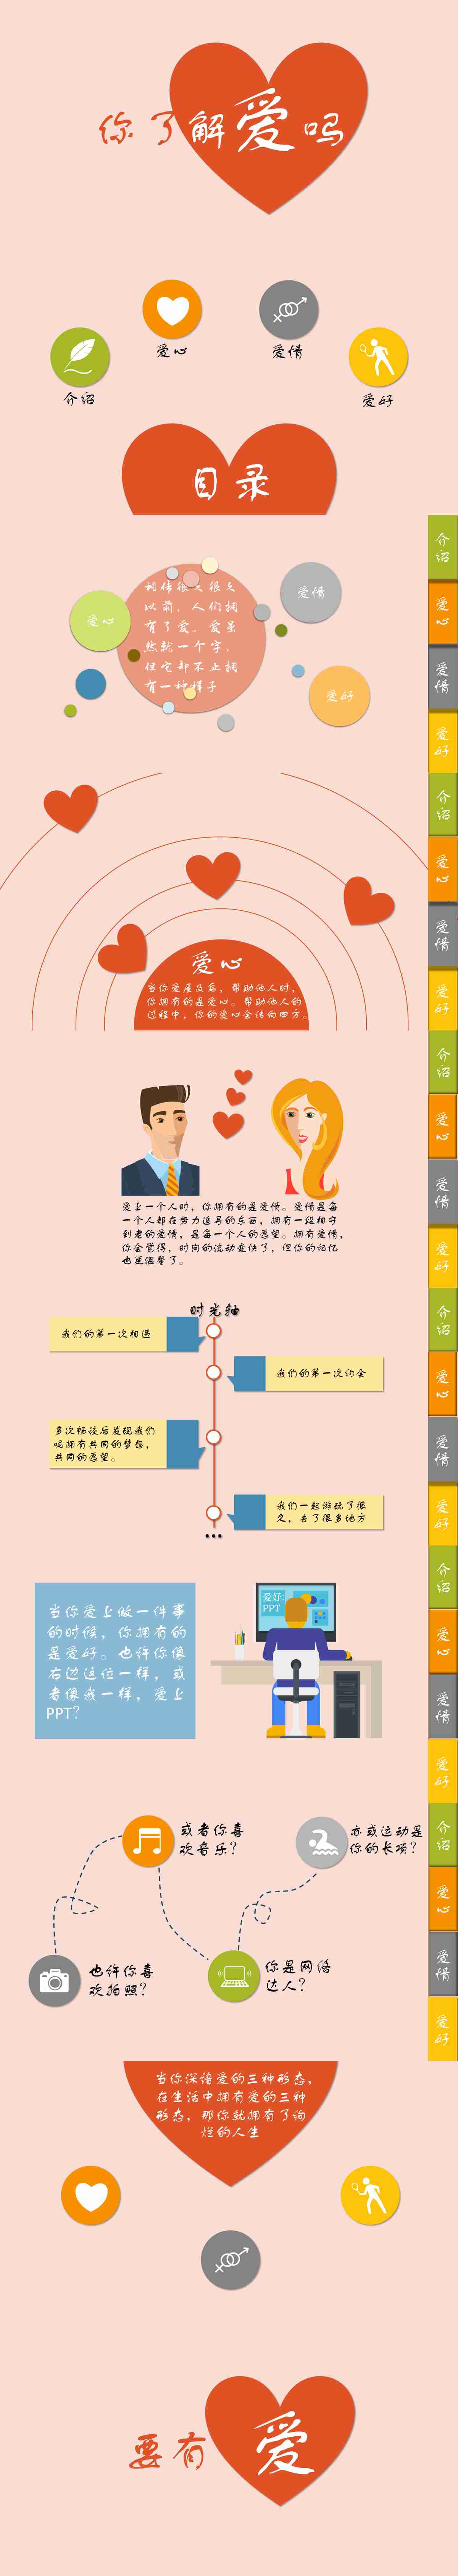 你了解爱吗
爱心
爱情
介绍
爱好
目录
介绍
爱心
爱情
爱好
相传很久很久
以前，人们拥
有了爱，爱虽
然就一个字，
但它却不止拥
有一种样子
爱心
爱情
爱好
介绍
爱心
爱情
爱好
爱心
当你爱屋及乌，帮助他人时，
你拥有的是爱心。帮助他人的
过程中，你的爱心会传向四方。
介绍
爱心
爱情
爱好
爱上一个人时，你拥有的是爱情。爱情是每
一个人都在努力追寻的东西，拥有一段相守
到老的爱情，是每一个人的愿望。拥有爱情，
你会觉得，时间的流动变快了，但你的记忆
也更温馨了。
介绍
爱心
爱情
爱好
时光轴
我们的第一次相遇
我们的第一次约会
多次畅谈后发现我们
呢拥有共同的梦想，
共同的愿望。
我们一起游玩了很
久，去了很多地方
...
介绍
爱心
爱情
爱好
当你爱上做一件事
的时候，你拥有的
是爱好。也许你像
右边这位一样，或
者像我一样，爱上
PPT？
爱好
PPT
介绍
爱心
爱情
爱好
或者你喜
欢音乐？
亦或运动是
你的长项？
也许你喜
欢拍照？
你是网络
达人？
当你深谙爱的三种形态，
在生活中拥有爱的三种
形态，那你就拥有了绚
烂的人生
要有爱